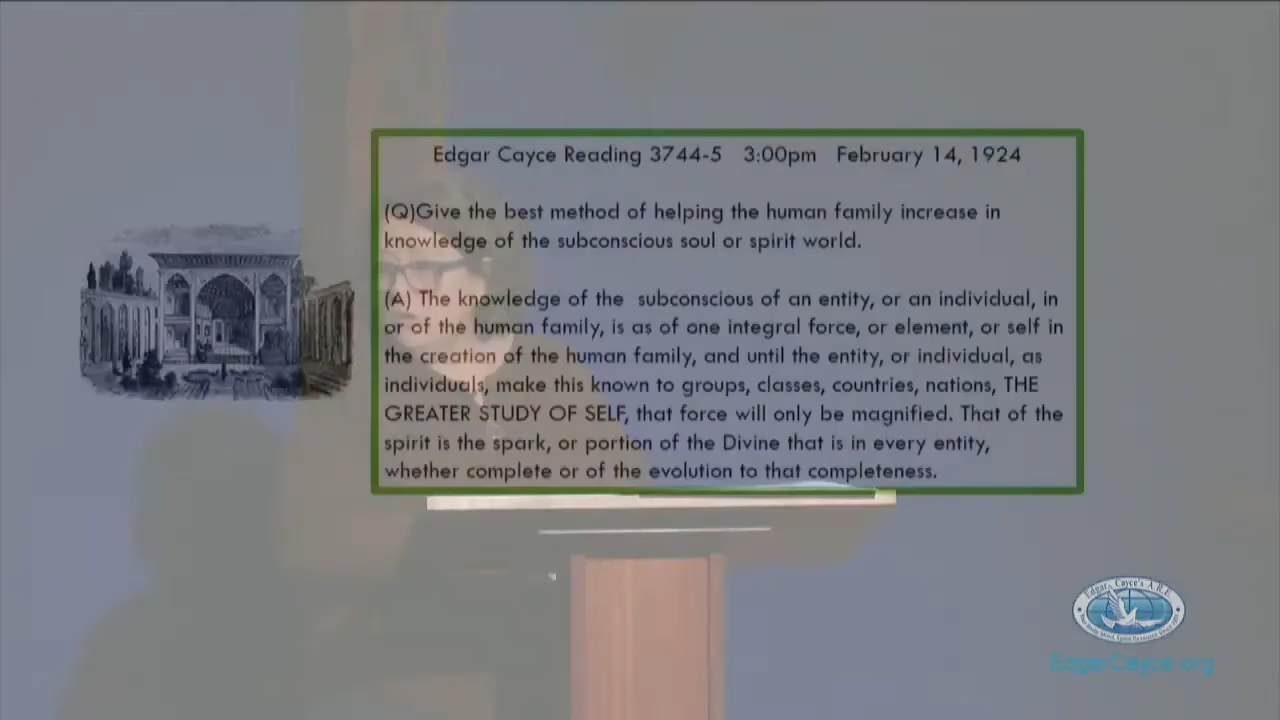 Edgar Cayce Reading 3744-5 3:00pm February 14, 1924
(Q)Give the best method of helping the human family increase in
knowledge of the subconscious soul or spirit world.
(A) The knowledge of the subconscious of an entity, or an individual, in
or of the human family, is as of one integral force, or element, or self in
the creation of the human family, and until the entity, or individual, as
individuals, make this known to groups, classes, countries, nations, THE
GREATER STUDY OF SELF, that force will only be magnified. That of the
spirit is the spark, or portion of the Divine that is in every entity,
whether complete or of the evolution to that completeness.
Edgar Cayce's A.R.E.
EdgarCayce.org